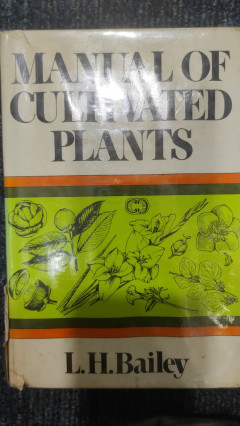 MANUAL OF
CULTIVATED
PLANTS
L.H.Bailey